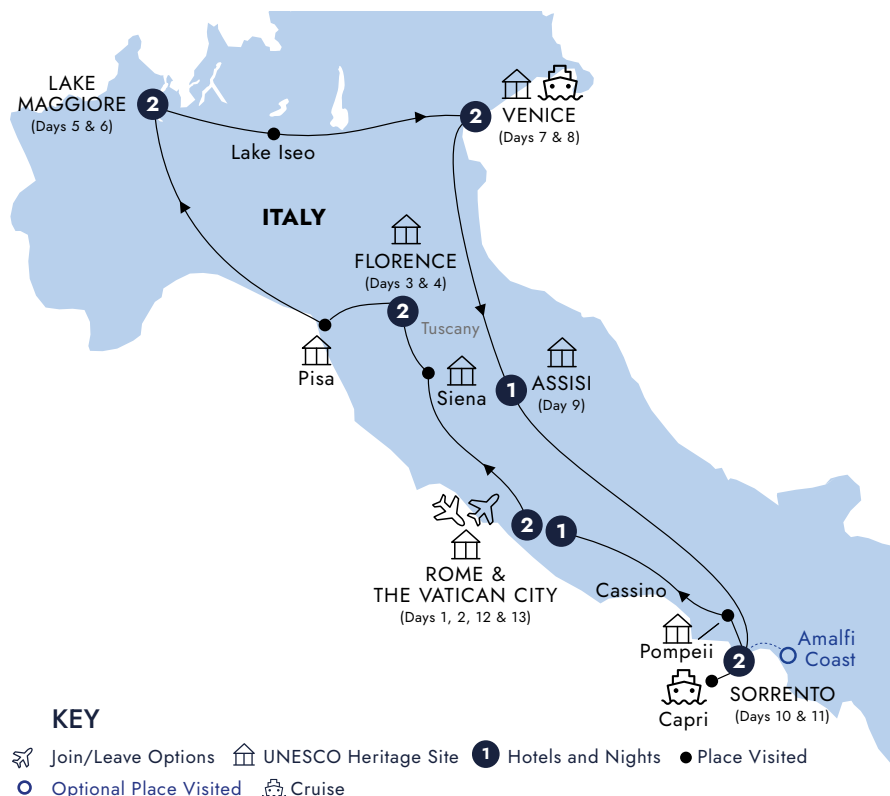 LAKE
MAGGIORE
(Days 5 & 6)
2
Lake Iseo
2
VENICE
(Days 7 & 8)
ITALY
FLORENCE
(Days 3 & 4)
2
Tuscany
Pisa
Siena
1
ASSISI
(Day 9)
2
1
ROME &
THE VATICAN CITY
(Days 1, 2, 12 & 13)
Cassino
Pompeii
2
Amalfi
Coast
Capri
SORRENTO
(Days 10 & 11)
KEY
Join/Leave Options
UNESCO Heritage Site
1 Hotels and Nights
Place Visited
Optional Place Visited
Cruise